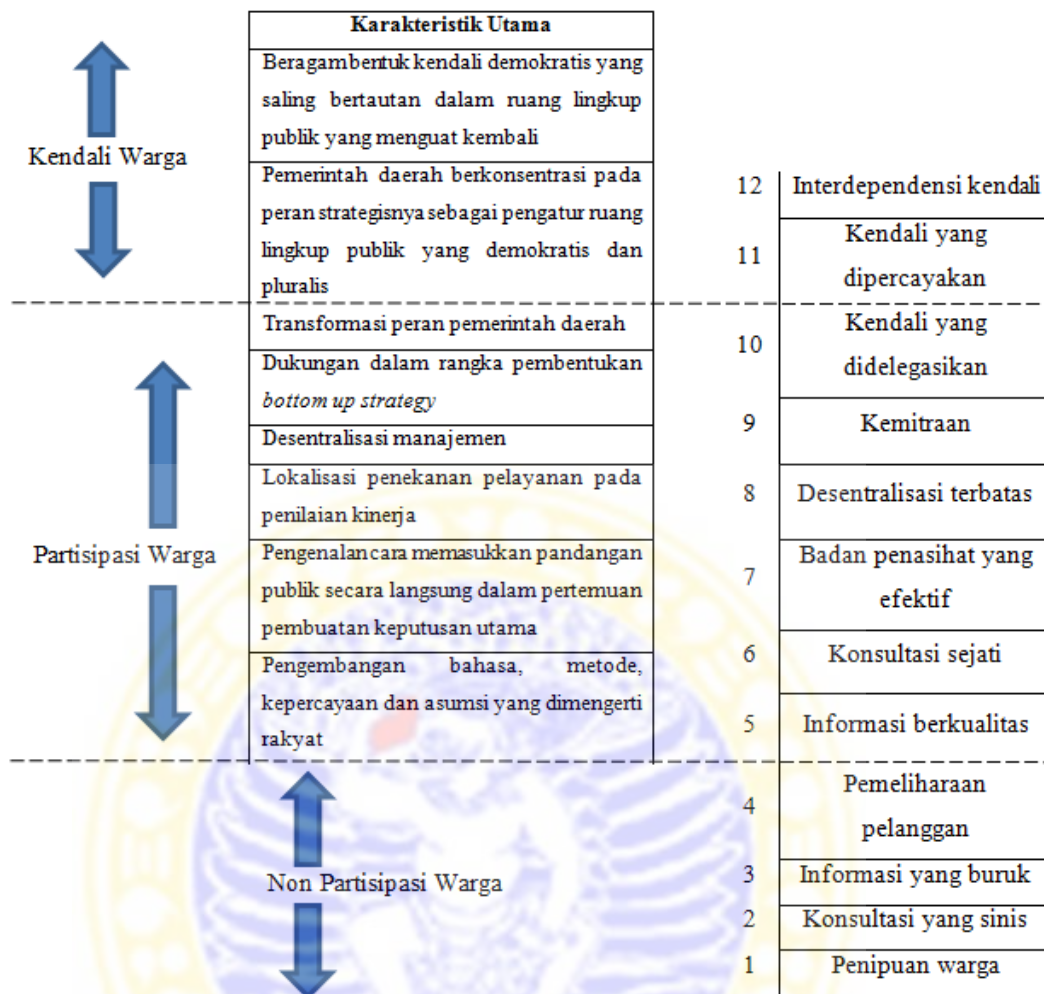 Karakteristik Utama
Beragambentuk kendali demokratis yang
saling bertautan dalam ruang lingkup
publik yang menguat kembali
Kendali Warga
Pemerintah daerah berkonsentrasi pada
peran strategisnya sebagai pengatur ruang
lingkup publik yang demokratis dan
pluralis
12 Interdependensi kendali
11 Kendali yang
dipercayakan
Transformasi peran pemerintah daerah
Dukungan dalam rangka pembentukan
bottom up strategy
Desentralisasi manajemen
Lokalisasi penekanan pelayanan pada
penilaian kinerja
Partisipasi Warga
Pengenalancara memasukkan pandangan
publik secara langsung dalam pertemuan
pembuatan keputusan utama
Pengembangan bahasa, metode,
kepercayaan dan asumsi yang dimengerti
rakyat
10 Kendali yang
didelegasikan
9 Kemitraan
8 Desentralisasi terbatas
7 Badan penasihat yang
efektif
6 Konsultasi sejati
5 Informasi berkualitas
Non Partisipasi Warga
4 Pemeliharaan
pelanggan
3 Informasi yang buruk
2 Konsultasi yang sinis
1 Penipuan warga